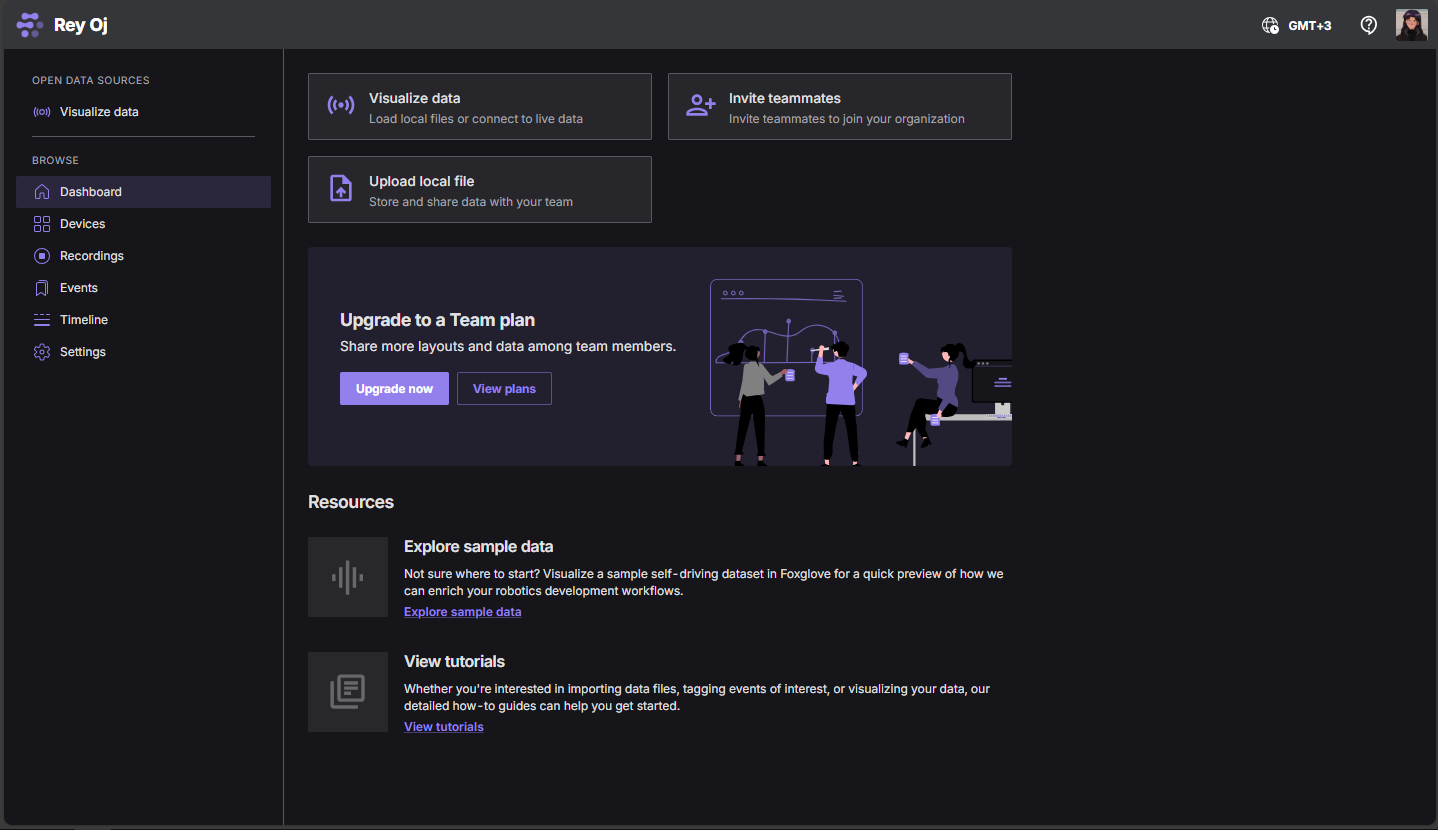 Rey Oj
GMT+3
OPEN DATA SOURCES
Visualize data
BROWSE
Dashboard
Devices
Recordings
Events
Timeline
Settings
Visualize data
Load local files or connect to live data
Invite teammates
Invite teammates to join your organization
Upload local file
Store and share data with your team
Upgrade to a Team plan
Share more layouts and data among team members.
Upgrade now
View plans
Resources
Explore sample data
Not sure where to start? Visualize a sample self-driving dataset in Foxglove for a quick preview of how we
can enrich your robotics development workflows.
Explore sample data
View tutorials
Whether you're interested in importing data files, tagging events of interest, or visualizing your data, our
detailed how-to guides can help you get started.
View tutorials